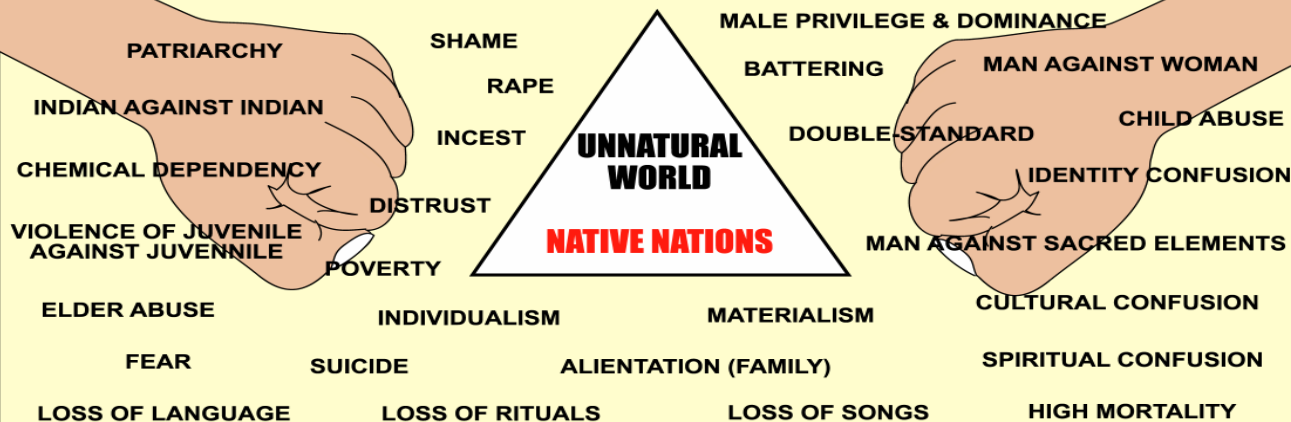 PATRIARCHY
SHAME
MALE PRIVILEGE & DOMINANCE
RAPE
BATTERING
MAN AGAINST WOMAN
INDIAN AGAINST INDIAN
INCEST
DOUBLE-STANDARD
CHILD ABUSE
UNNATURAL
WORLD
NATIVE NATIONS
CHEMICAL DEPENDENCY
DISTRUST
IDENTITY CONFUSION
VIOLENCE OF JUVENILE
AGAINST JUVENNILE
POVERTY
MAN AGAINST SACRED ELEMENTS
ELDER ABUSE
INDIVIDUALISM
MATERIALISM
CULTURAL CONFUSION
FEAR
SUICIDE
ALIENTATION (FAMILY)
SPIRITUAL CONFUSION
LOSS OF LANGUAGE
LOSS OF RITUALS
LOSS OF SONGS
HIGH MORTALITY